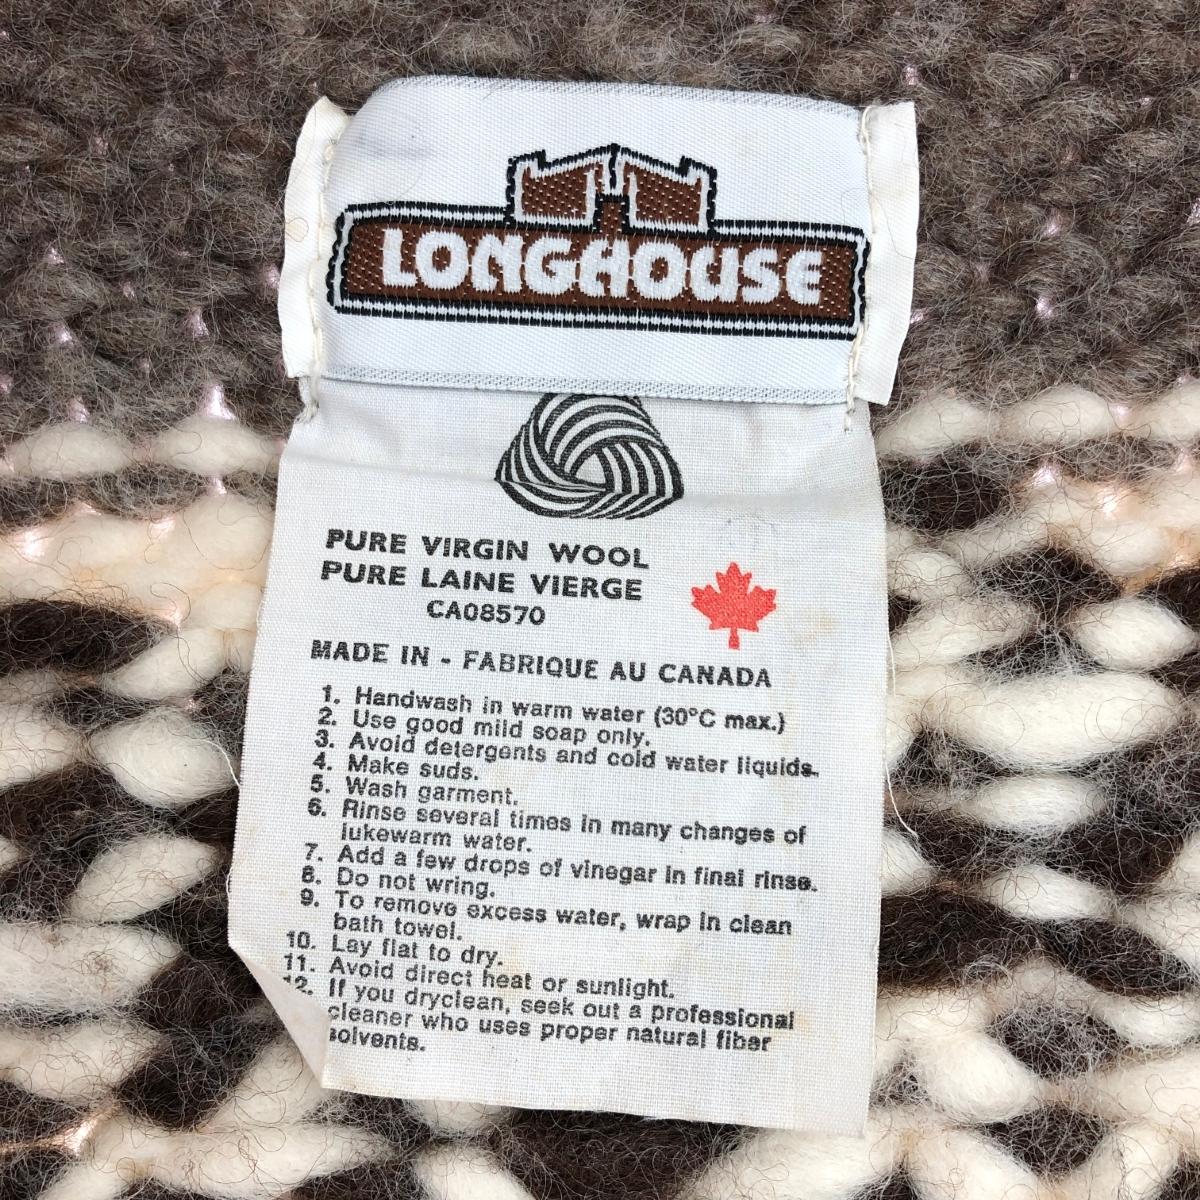 LONGHOUSE
PURE VIRGIN WOOL
PURE LAINE VIERGE
CA08570
MADE IN - FABRIQUE AU CANADA
1. Handwash in warm water (30°C max.)
2. Use good mild soap only.
3. Avoid detergents and cold water liquids.
4. Make suds.
5. Wash garment.
6. Rinse several times in many changes of
lukewarm water.
7. Add a few drops of vinegar in final rinse.
8. Do not wring.
9. To remove excess water, wrap in clean
bath towel.
10. Lay flat to dry.
11. Avoid direct heat or sunlight.
12. If you dryclean, seek out a professional
cleaner who uses proper natural fiber
solvents.